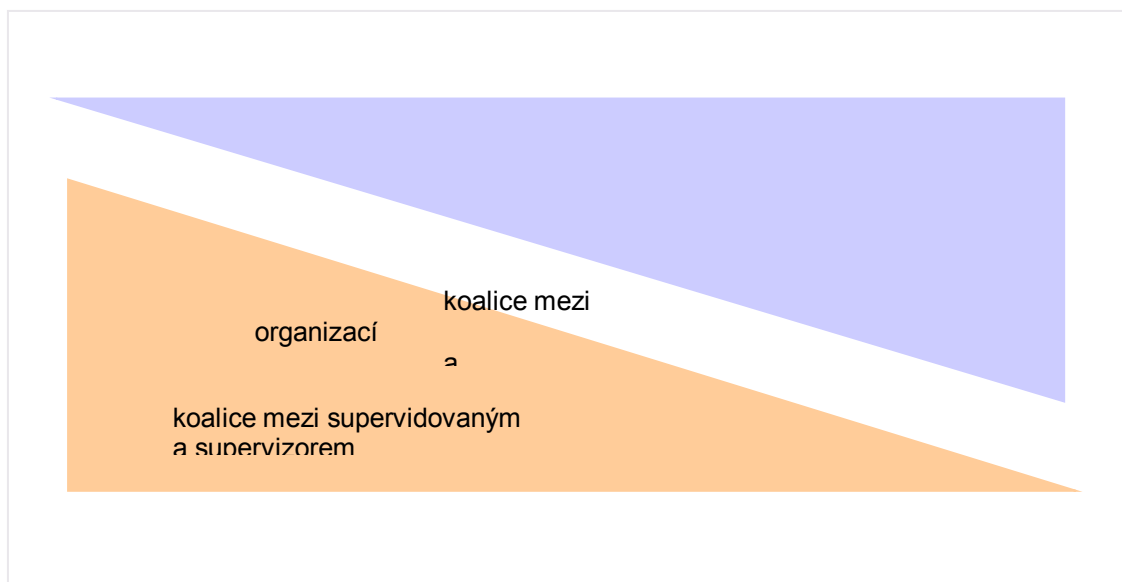 koalice mezi
organizací
a
koalice mezi supervidovaným
a supervizorem